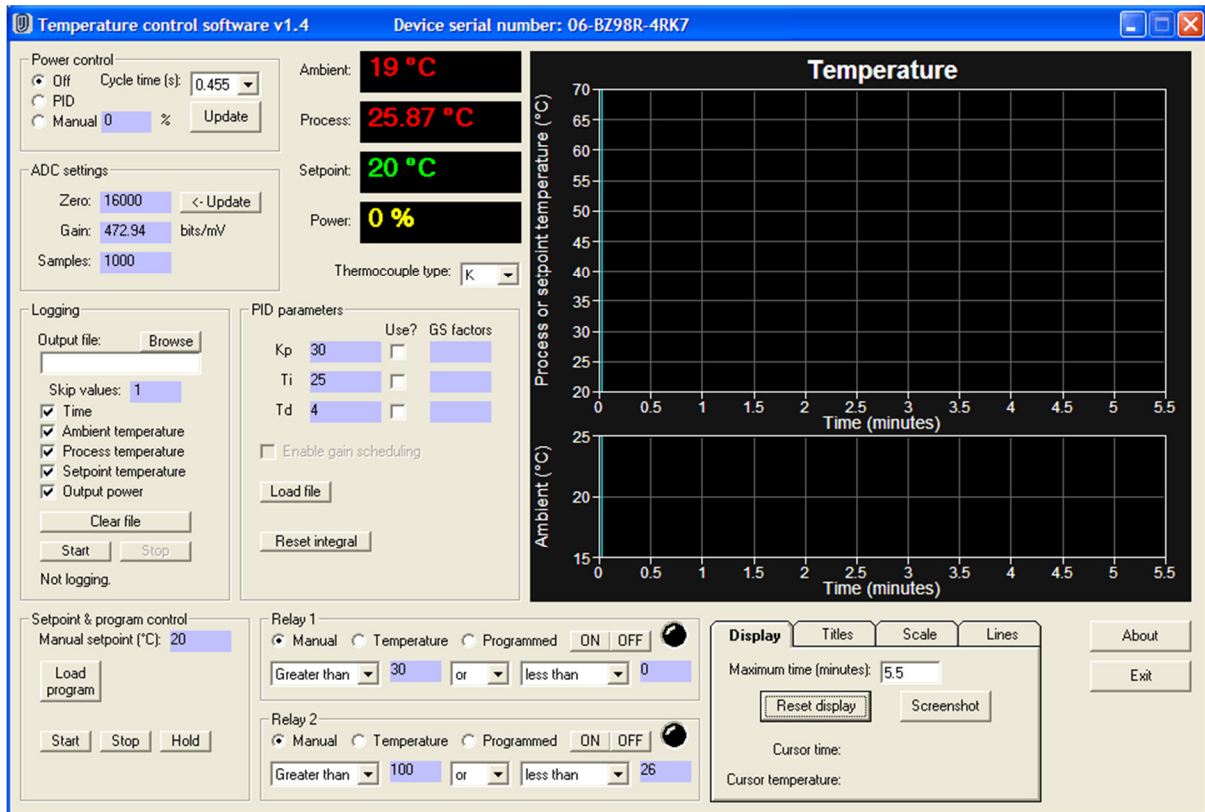 Temperature control software v1.4 Device serial number: 06-BZ98R-4RK7
Power control
Off Cycle time (s): 0.455
PID
Manual 0 % Update
Ambient: 19 ºC
Process: 25.87 ºC
Setpoint: 20 ºC
Power: 0 %
Thermocouple type: K
ADC settings
Zero: 16000 <- Update
Gain: 472.94 bits/mV
Samples: 1000
Logging
Output file: Browse
Skip values: 1
Time
Ambient temperature
Process temperature
Setpoint temperature
Output power
Clear file
Start Stop
Not logging.
PID parameters
Use? GS factors
Kp 30
Ti 25
Td 4
Enable gain scheduling
Load file
Reset integral
Temperature
Process or setpoint temperature (°C)
70
65
60
55
50
45
40
35
30
25
20
0 0.5 1 1.5 2 2.5 3 3.5 4 4.5 5 5.5
Time (minutes)
Ambient (°C)
25
20
15
0 0.5 1 1.5 2 2.5 3 3.5 4 4.5 5 5.5
Time (minutes)
Setpoint & program control
Manual setpoint (°C): 20
Load
program
Start Stop Hold
Relay 1
Manual Temperature Programmed ON OFF
Greater than 30 or less than 0
Relay 2
Manual Temperature Programmed ON OFF
Greater than 100 or less than 26
Display Titles Scale Lines
Maximum time (minutes): 5.5
Reset display Screenshot
Cursor time:
Cursor temperature:
About
Exit